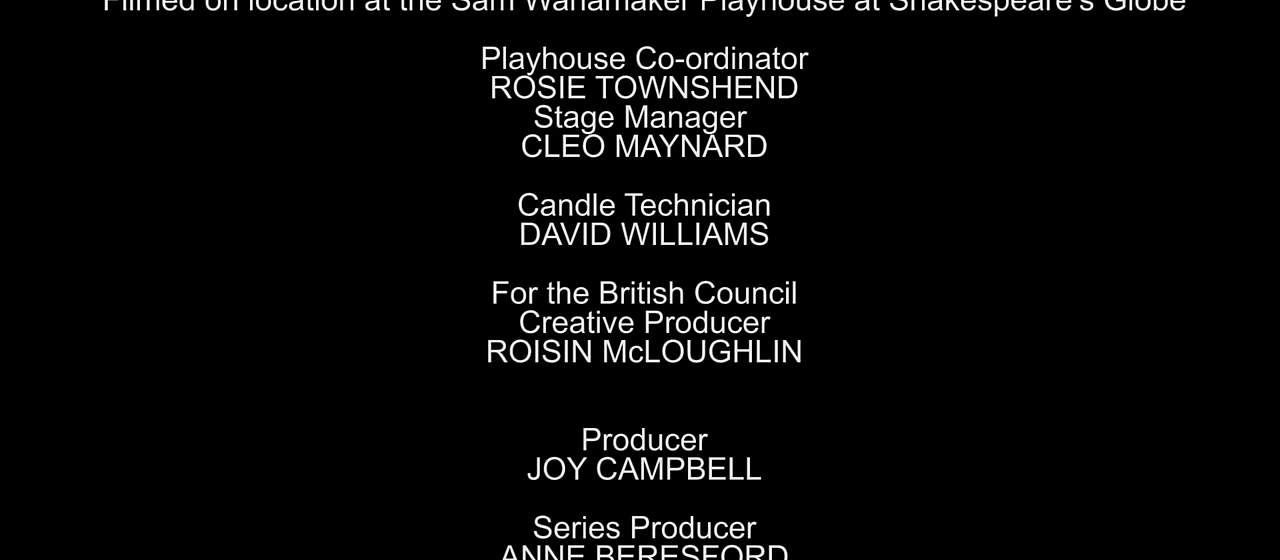 Filmed on location at the Sam Wanamaker Playhouse at Shakespeare's Globe
Playhouse Co-ordinator
ROSIE TOWNSHEND
Stage Manager
CLEO MAYNARD
Candle Technician
DAVID WILLIAMS
For the British Council
Creative Producer
ROISIN McLOUGHLIN
Producer
JOY CAMPBELL
Series Producer
ANNE BERESFORD